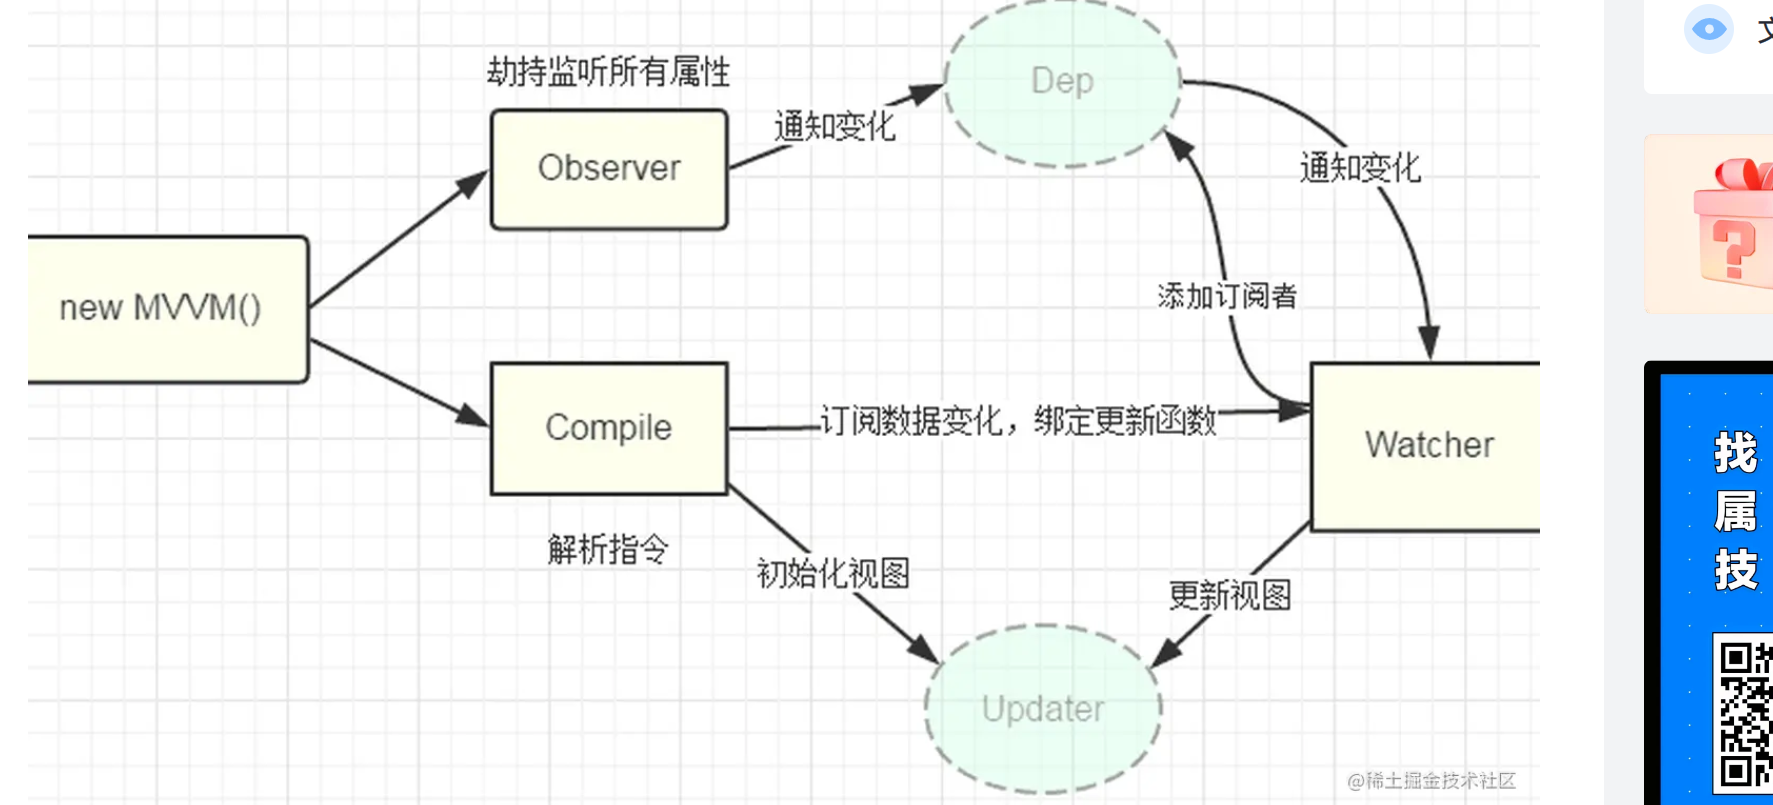 劫持监听所有属性
Dep
通知变化
Observer
通知变化
new MVVM()
添加订阅者
Compile
订阅数据变化，绑定更新函数
Watcher
解析指令
初始化视图
更新视图
Updater
@稀土掘金技术社区
文
找
属
技